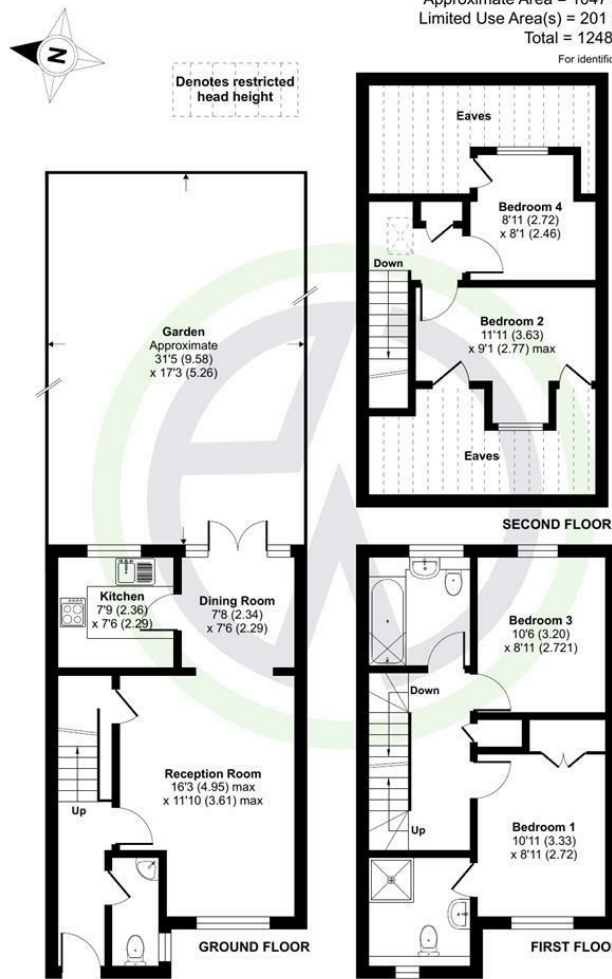 Approximate Area = 1047
Limited Use Area(s) = 201
Total = 1248
For identific
N
Denotes restricted
head height
Eaves
Bedroom 4
8'11 (2.72)
x 8'1 (2.46)
Down
Bedroom 2
11'11 (3.63)
x 9'1 (2.77) max
Eaves
SECOND FLOOR
Garden
Approximate
31'5 (9.58)
x 17'3 (5.26)
Kitchen
7'9 (2.36)
x 7'6 (2.29)
Dining Room
7'8 (2.34)
x 7'6 (2.29)
Reception Room
16'3 (4.95) max
x 11'10 (3.61) max
Up
GROUND FLOOR
Bedroom 3
10'6 (3.20)
x 8'11 (2.721)
Down
Up
Bedroom 1
10'11 (3.33)
x 8'11 (2.72)
FIRST FLOO